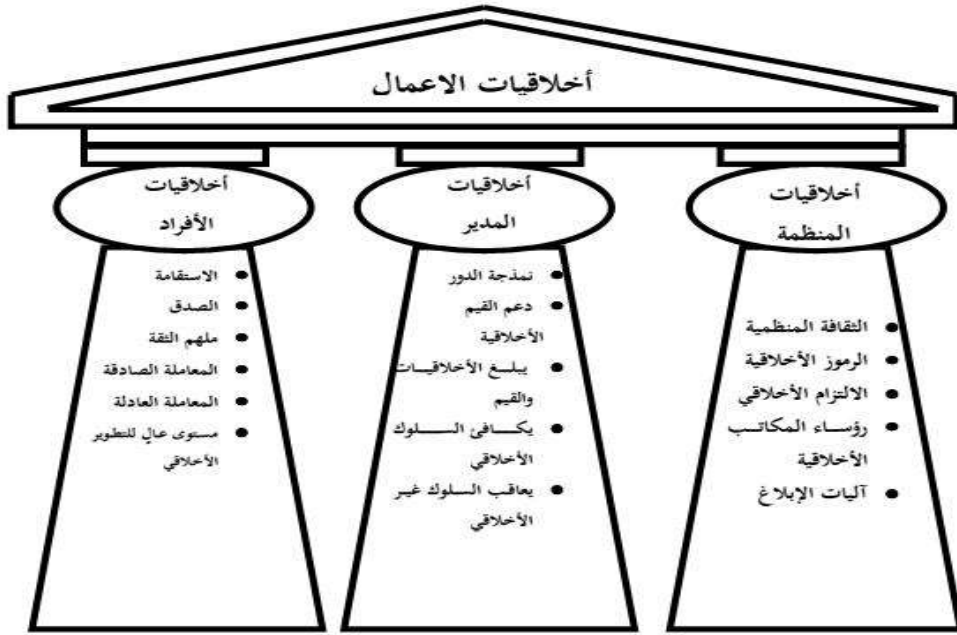 أخلاقيات الاعمال
أخلاقيات
المنظمة
الثقافة المنظمية
الرموز الأخلاقية
الالتزام الأخلاقي
رؤساء المكاتب
الأخلاقية
آليات الإبلاغ
أخلاقيات
المدير
نمذجة الدور
دعم القيم
الأخلاقية
يبلغ الأخلاقيات
والقيم
يكافئ السلوك
الأخلاقي
يعاقب السلوك غير
الأخلاقي
أخلاقيات
الأفراد
الاستقامة
الصدق
ملهم الثقة
المعاملة الصادقة
المعاملة العادلة
مستوى عالٍ للتطوير
الأخلاقي